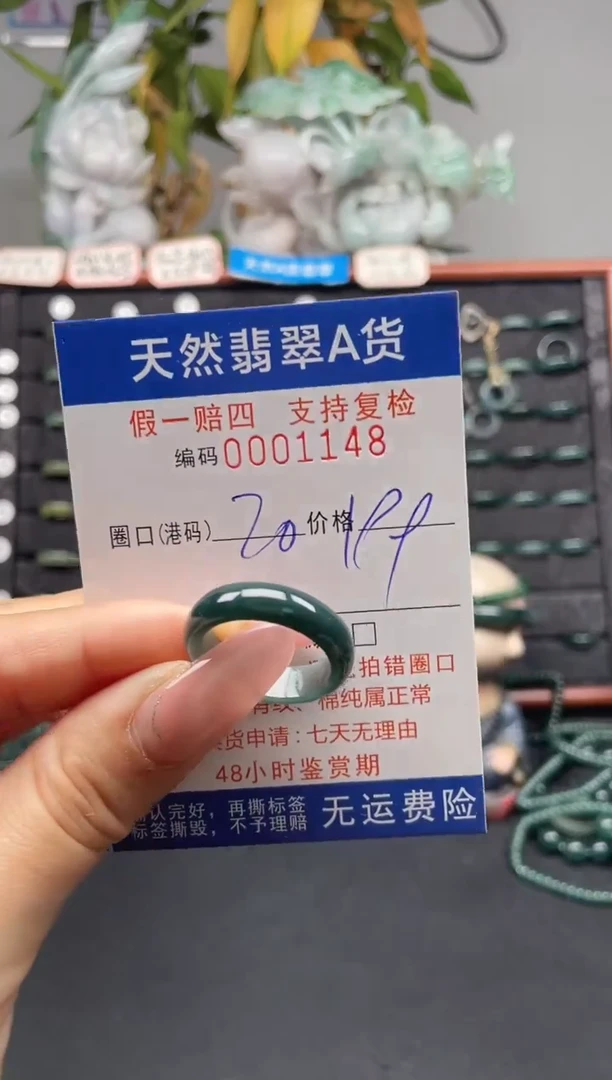 天然翡翠A货
假一赔四 支持复检
编码0001148
圈口(港码) 20 价格 199
拍错圈口
棉纯属正常
货申请:七天无理由
48小时鉴赏期
认完好,再撕标签
标签撕毁,不予理赔
无运费险